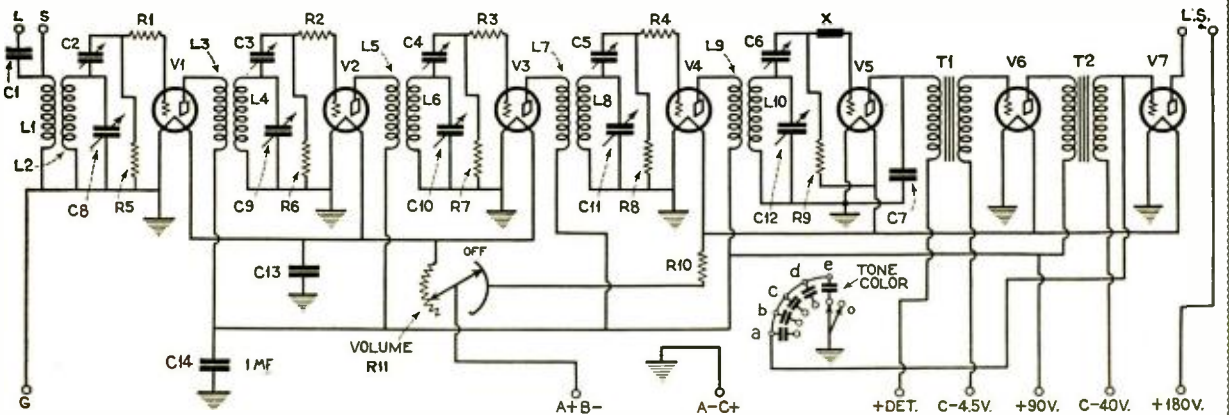 L S L.S.
C2 R1 L3 C3 R2 L5 C4 R3 L7 C5 R4 L9 C6 X
V1 V2 V3 V4 V5 T1 V6 T2 V7
C1 L1 L4 L6 L8 L10
L2 C8 R5 C9 R6 C10 R7 C11 R8 C12 R9 C7
C13 OFF R10 a b c d e o TONE
COLOR
VOLUME
R11
C14 1 MF
G A+B- A-C+ +DET. C-4.5V. +90V. C-40V. +180V.